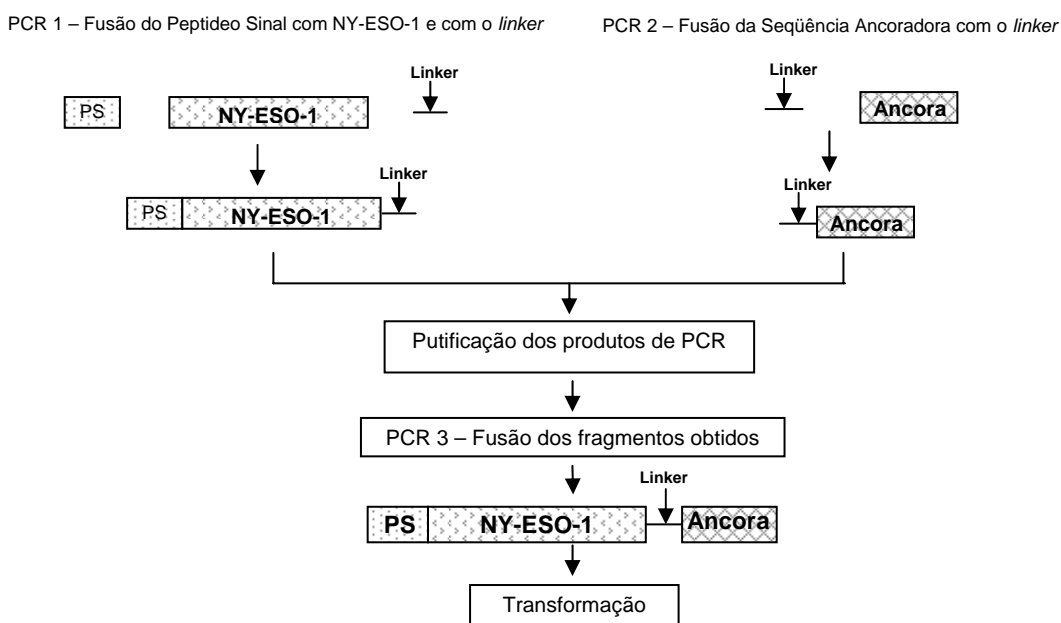 PCR 1 – Fusão do Peptideo Sinal com NY-ESO-1 e com o linker
PCR 2 – Fusão da Seqüência Ancoradora com o linker
Linker
Linker
PS
NY-ESO-1
Ancora
Linker
Linker
PS
NY-ESO-1
Ancora
Putificação dos produtos de PCR
PCR 3 – Fusão dos fragmentos obtidos
Linker
PS
NY-ESO-1
Ancora
Transformação